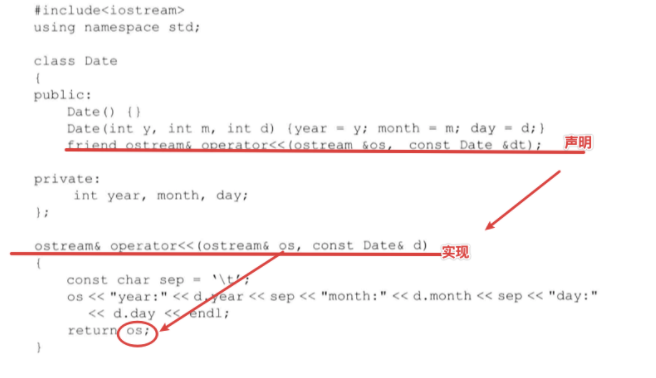 #include<iostream>
using namespace std;
class Date
{
public:
Date() {}
Date(int y, int m, int d) {year = y; month = m; day = d;}
friend ostream& operator<<(ostream &os, const Date &dt);
声明
private:
int year, month, day;
};
ostream& operator<<(ostream& os, const Date& d)
实现
{
const char sep = '\t';
os << "year:" << d.year << sep << "month:" << d.month << sep << "day:"
<< d.day << endl;
return os;
}